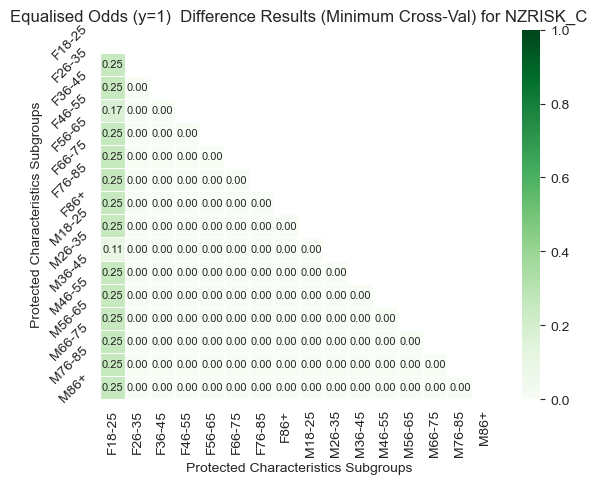 Equalised Odds (y=1)  Difference Results (Minimum Cross-Val) for NZRISK_C
Protected Characteristics Subgroups
F18-25
F26-35 0.25
F36-45 0.25 0.00
F46-55 0.17 0.00 0.00
F56-65 0.25 0.00 0.00 0.00
F66-75 0.25 0.00 0.00 0.00 0.00
F76-85 0.25 0.00 0.00 0.00 0.00 0.00
F86+ 0.25 0.00 0.00 0.00 0.00 0.00 0.00
M18-25 0.25 0.00 0.00 0.00 0.00 0.00 0.00 0.00
M26-35 0.11 0.00 0.00 0.00 0.00 0.00 0.00 0.00 0.00
M36-45 0.25 0.00 0.00 0.00 0.00 0.00 0.00 0.00 0.00 0.00
M46-55 0.25 0.00 0.00 0.00 0.00 0.00 0.00 0.00 0.00 0.00 0.00
M56-65 0.25 0.00 0.00 0.00 0.00 0.00 0.00 0.00 0.00 0.00 0.00 0.00
M66-75 0.25 0.00 0.00 0.00 0.00 0.00 0.00 0.00 0.00 0.00 0.00 0.00 0.00
M76-85 0.25 0.00 0.00 0.00 0.00 0.00 0.00 0.00 0.00 0.00 0.00 0.00 0.00 0.00
M86+ 0.25 0.00 0.00 0.00 0.00 0.00 0.00 0.00 0.00 0.00 0.00 0.00 0.00 0.00 0.00
F18-25 F26-35 F36-45 F46-55 F56-65 F66-75 F76-85 F86+ M18-25 M26-35 M36-45 M46-55 M56-65 M66-75 M76-85 M86+
Protected Characteristics Subgroups
1.0
0.8
0.6
0.4
0.2
0.0